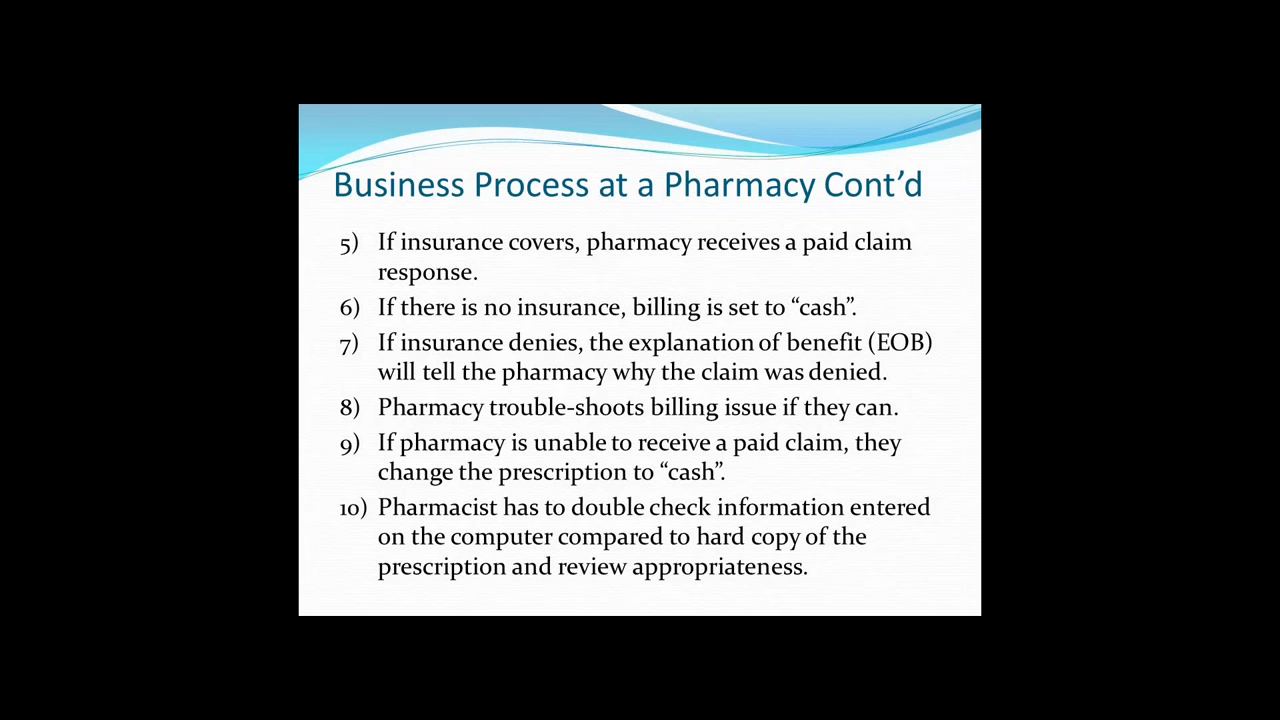 Business Process at a Pharmacy Cont’d
5) If insurance covers, pharmacy receives a paid claim
response.
6) If there is no insurance, billing is set to “cash”.
7) If insurance denies, the explanation of benefit (EOB)
will tell the pharmacy why the claim was denied.
8) Pharmacy trouble-shoots billing issue if they can.
9) If pharmacy is unable to receive a paid claim, they
change the prescription to “cash”.
10) Pharmacist has to double check information entered
on the computer compared to hard copy of the
prescription and review appropriateness.